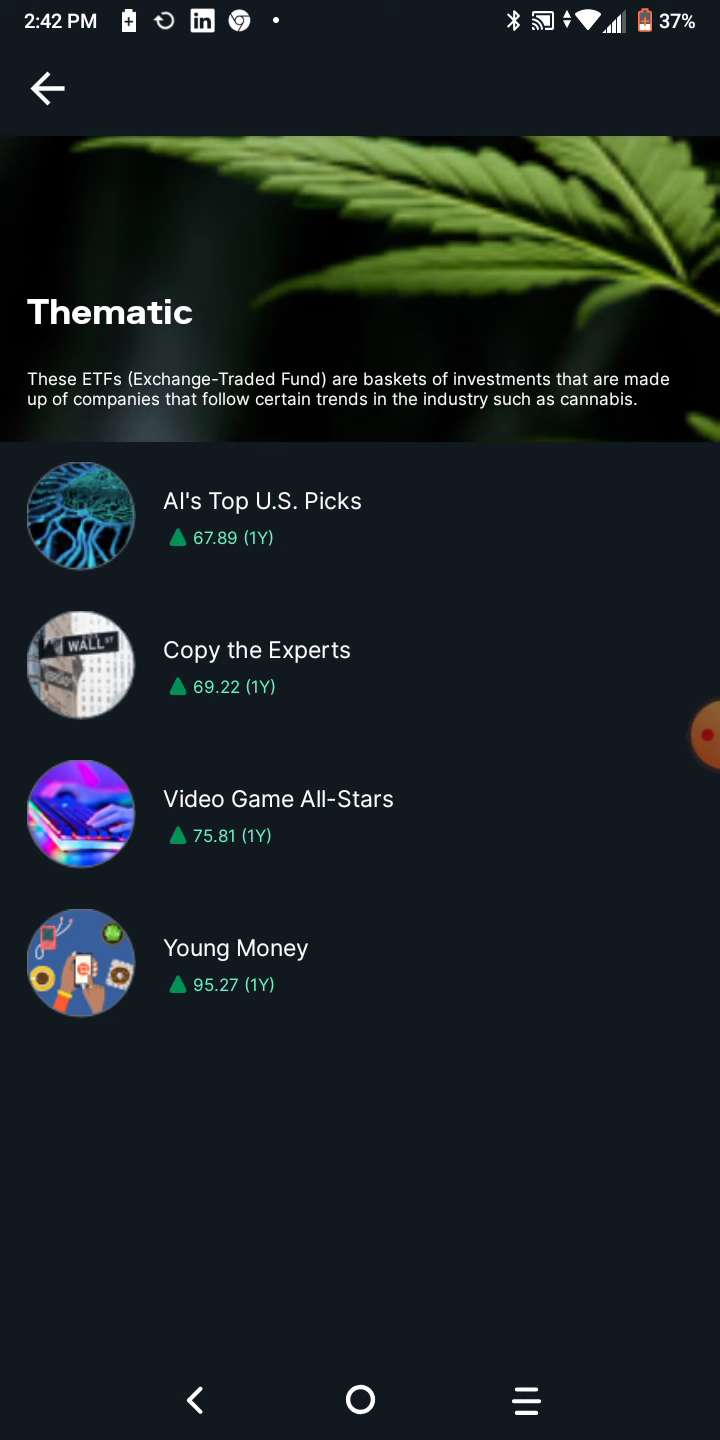 2:42 PM
37%
Thematic
These ETFs (Exchange-Traded Fund) are baskets of investments that are made
up of companies that follow certain trends in the industry such as cannabis.
AI's Top U.S. Picks
67.89 (1Y)
WALL ST
Copy the Experts
69.22 (1Y)
Video Game All-Stars
75.81 (1Y)
Young Money
95.27 (1Y)